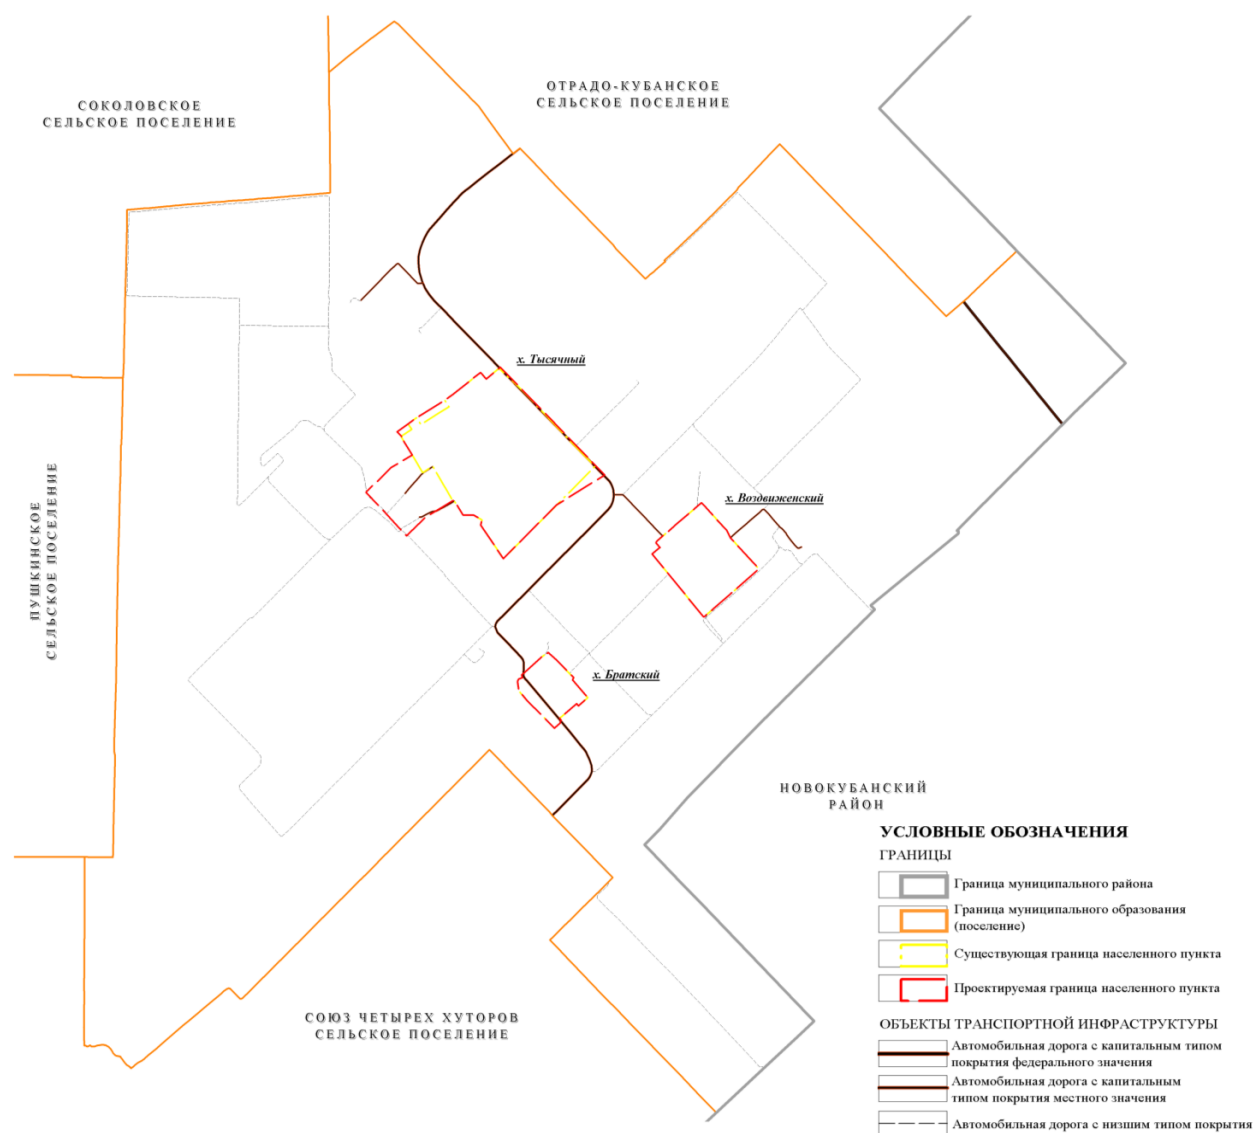 СОКОЛОВСКОЕ
СЕЛЬСКОЕ ПОСЕЛЕНИЕ
ОТРАДО-КУБАНСКОЕ
СЕЛЬСКОЕ ПОСЕЛЕНИЕ
х. Тысячный
х. Воздвиженский
ПУШКИНСКОЕ
СЕЛЬСКОЕ ПОСЕЛЕНИЕ
х. Братский
НОВОКУБАНСКИЙ
РАЙОН
СОЮЗ ЧЕТЫРЕХ ХУТОРОВ
СЕЛЬСКОЕ ПОСЕЛЕНИЕ
УСЛОВНЫЕ ОБОЗНАЧЕНИЯ
ГРАНИЦЫ
Граница муниципального района
Граница муниципального образования
(поселение)
Существующая граница населенного пункта
Проектируемая граница населенного пункта
ОБЪЕКТЫ ТРАНСПОРТНОЙ ИНФРАСТРУКТУРЫ
Автомобильная дорога с капитальным типом
покрытия федерального значения
Автомобильная дорога с капитальным
типом покрытия местного значения
Автомобильная дорога с низшим типом покрытия